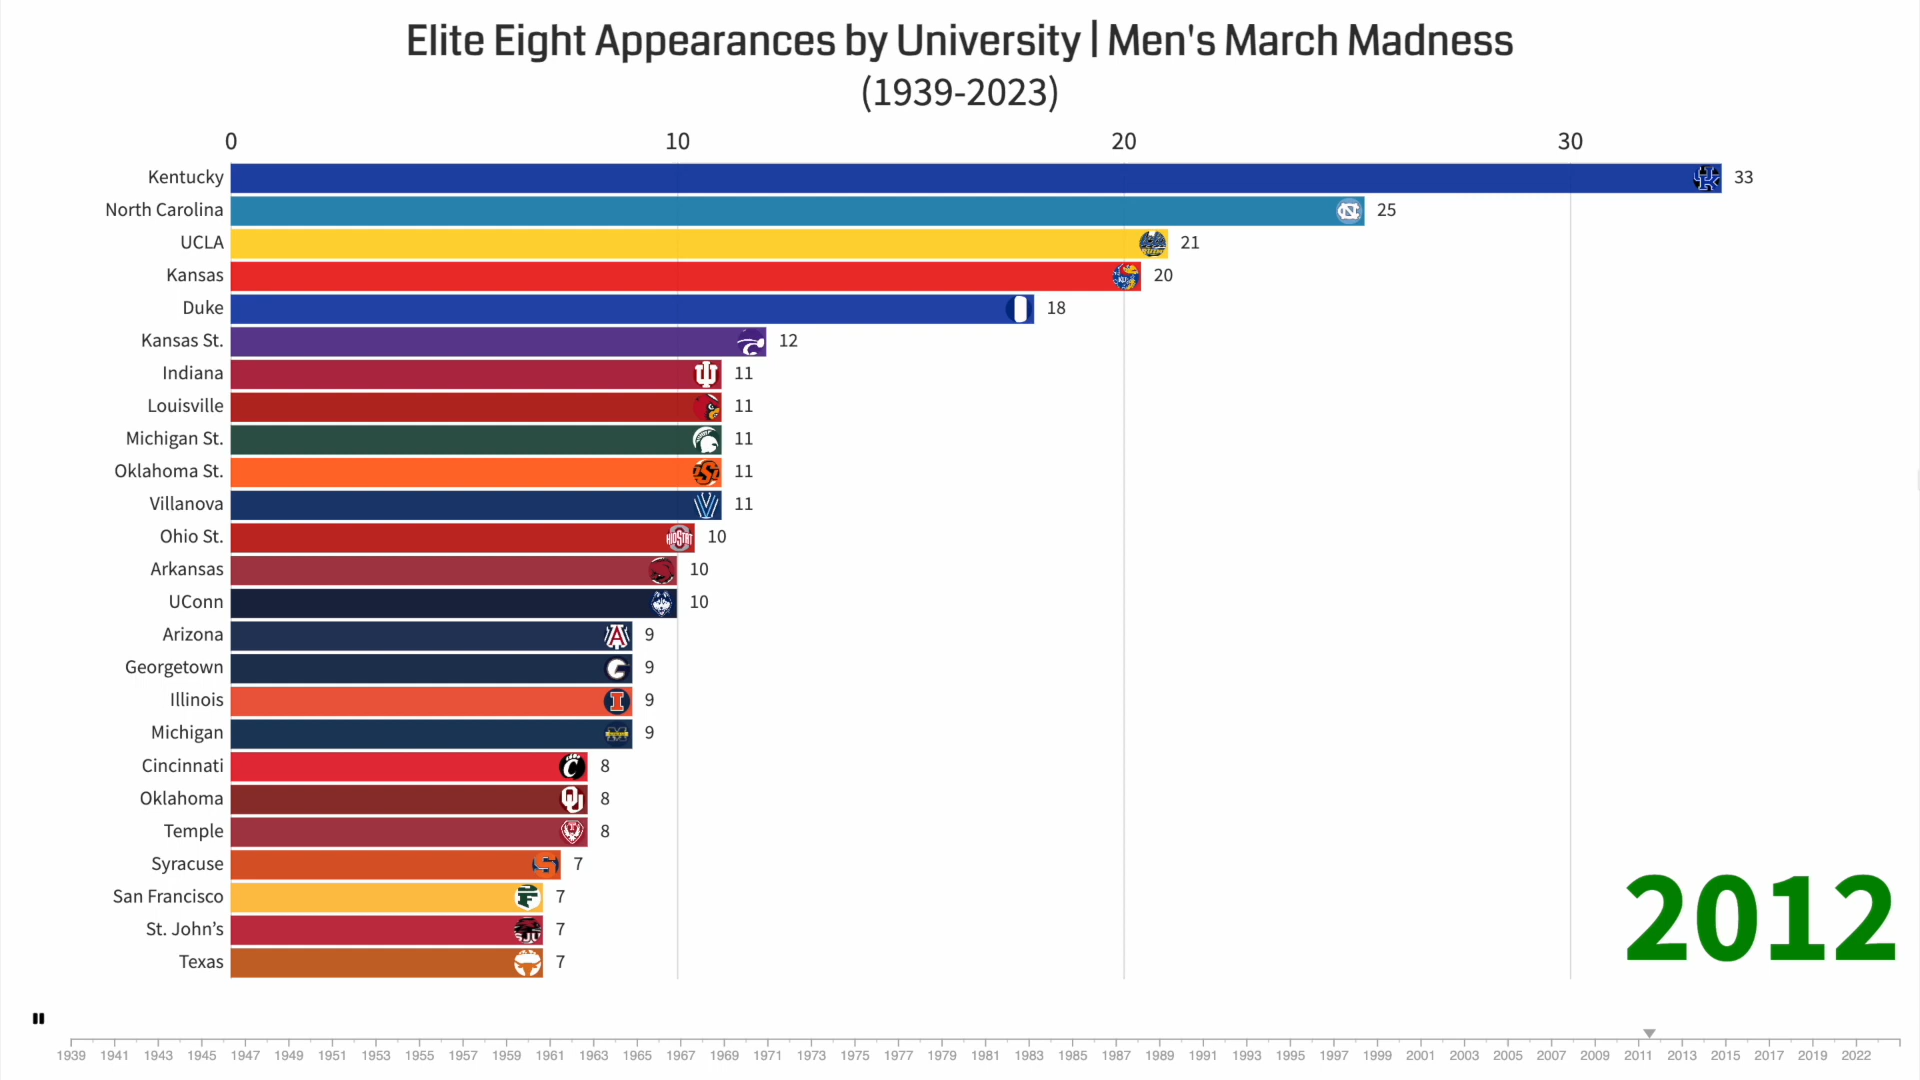 Elite Eight Appearances by University | Men's March Madness
(1939-2023)
0 10 20 30
Kentucky 33
North Carolina 25
UCLA 21
Kansas 20
Duke 18
Kansas St. 12
Indiana 11
Louisville 11
Michigan St. 11
Oklahoma St. 11
Villanova 11
Ohio St. 10
Arkansas 10
UConn 10
Arizona 9
Georgetown 9
Illinois 9
Michigan 9
Cincinnati 8
Oklahoma 8
Temple 8
Syracuse 7
San Francisco 7
St. John’s 7
Texas 7
2012
1939 1941 1943 1945 1947 1949 1951 1953 1955 1957 1959 1961 1963 1965 1967 1969 1971 1973 1975 1977 1979 1981 1983 1985 1987 1989 1991 1993 1995 1997 1999 2001 2003 2005 2007 2009 2011 2013 2015 2017 2019 2022